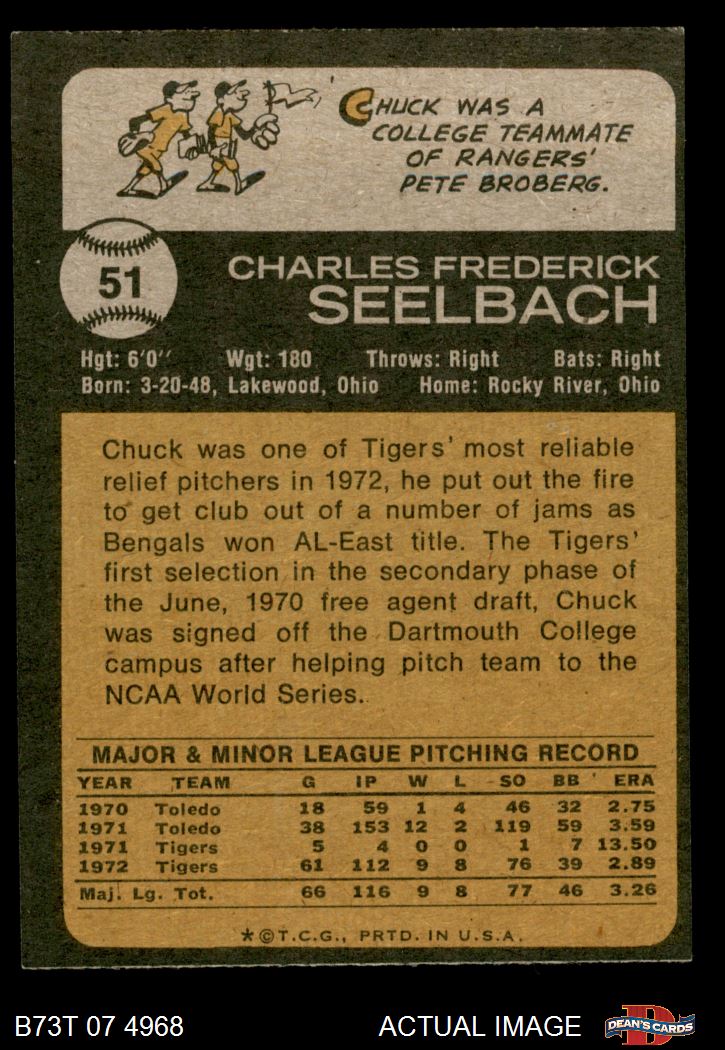 CHUCK WAS A
COLLEGE TEAMMATE
OF RANGERS'
PETE BROBERG.
51
CHARLES FREDERICK
SEELBACH
Hgt: 6'0" Wgt: 180 Throws: Right Bats: Right
Born: 3-20-48, Lakewood, Ohio Home: Rocky River, Ohio
Chuck was one of Tigers' most reliable
relief pitchers in 1972, he put out the fire
to get club out of a number of jams as
Bengals won AL-East title. The Tigers'
first selection in the secondary phase of
the June, 1970 free agent draft, Chuck
was signed off the Dartmouth College
campus after helping pitch team to the
NCAA World Series.
MAJOR & MINOR LEAGUE PITCHING RECORD
YEAR TEAM G IP W L SO BB ERA
1970 Toledo 18 59 1 4 46 32 2.75
1971 Toledo 38 153 12 2 119 59 3.59
1971 Tigers 5 4 0 0 1 7 13.50
1972 Tigers 61 112 9 8 76 39 2.89
Maj. Lg. Tot. 66 116 9 8 77 46 3.26
*©T.C.G., PRTD. IN U.S.A.
B73T 07 4968 ACTUAL IMAGE D DEAN'S CARDS